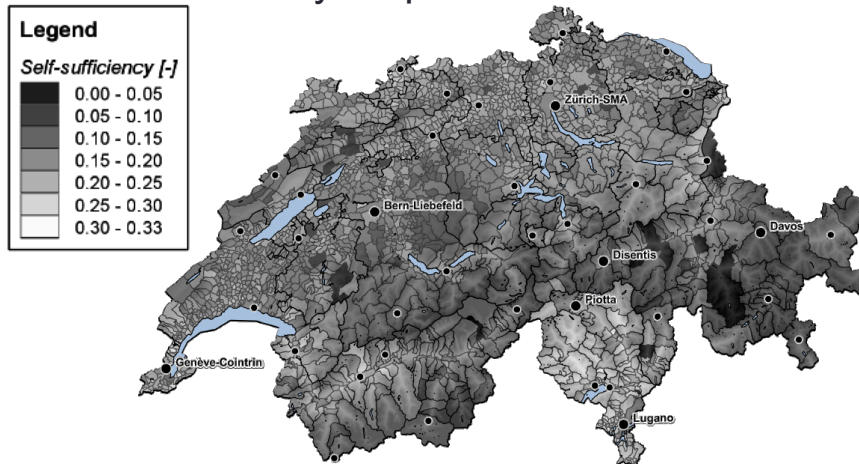 Legend
Self-sufficiency [-]
0.00 - 0.05
0.05 - 0.10
0.10 - 0.15
0.15 - 0.20
0.20 - 0.25
0.25 - 0.30
0.30 - 0.33
Zürich-SMA
Bern-Liebefeld
Davos
Disentis
Piotta
Genève-Cointrin
Lugano